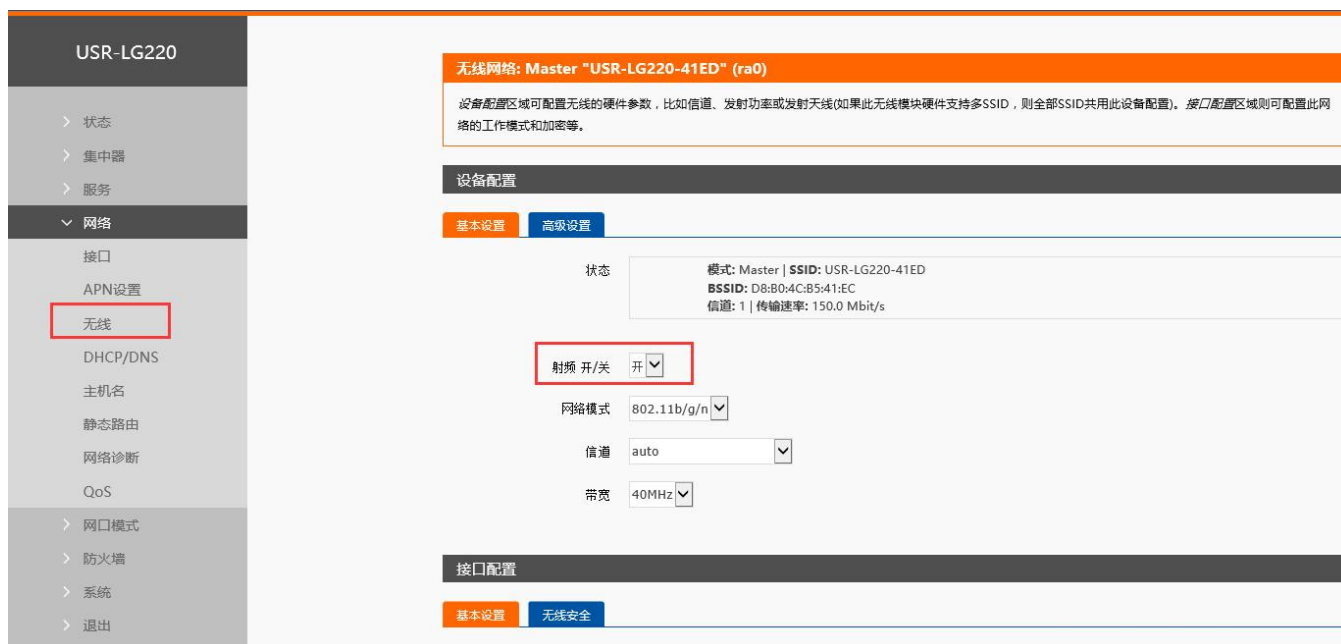 USR-LG220
状态
集中器
服务
网络
接口
APN设置
无线
DHCP/DNS
主机名
静态路由
网络诊断
QoS
网口模式
防火墙
系统
退出
无线网络: Master "USR-LG220-41ED" (ra0)
设备配置区域可配置无线的硬件参数，比如信道、发射功率或发射天线(如果此无线模块硬件支持多SSID，则全部SSID共用此设备配置)。接口配置区域则可配置此网
络的工作模式和加密等。
设备配置
基本设置 高级设置
状态 模式: Master | SSID: USR-LG220-41ED
BSSID: D8:B0:4C:B5:41:EC
信道: 1 | 传输速率: 150.0 Mbit/s
射频 开/关 开
网络模式 802.11b/g/n
信道 auto
带宽 40MHz
接口配置
基本设置 无线安全